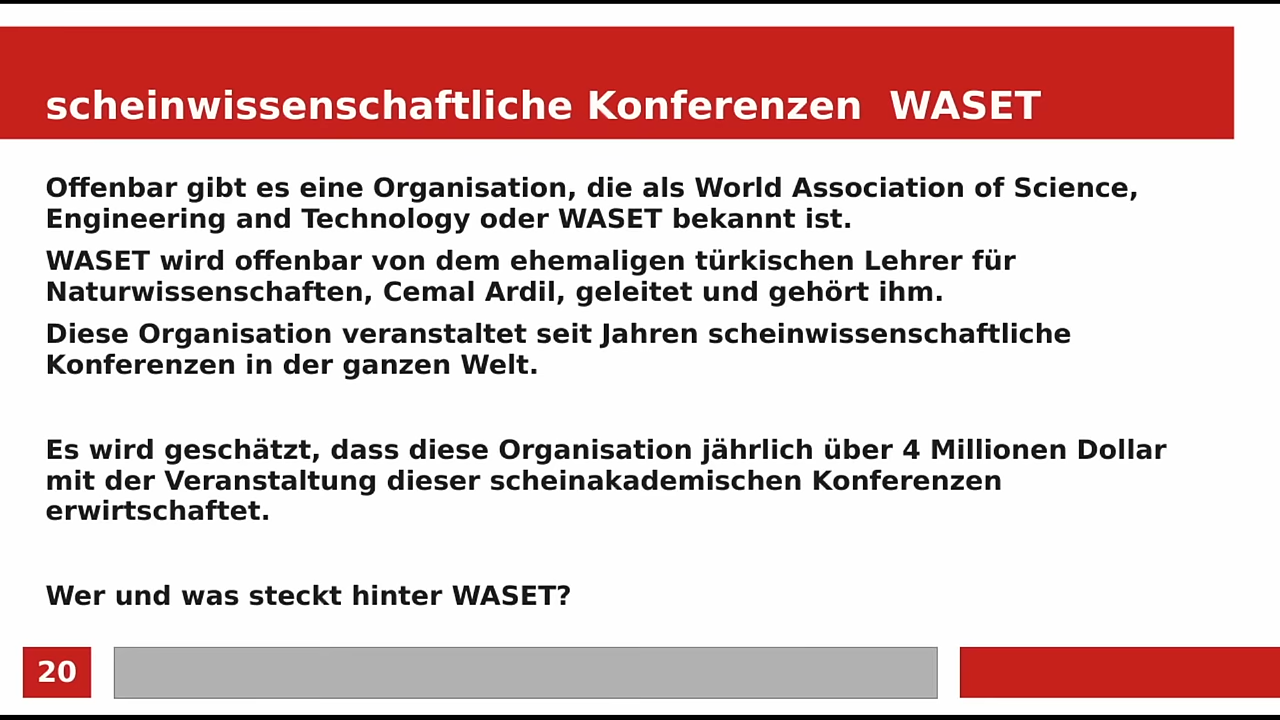 scheinwissenschaftliche Konferenzen  WASET
Offenbar gibt es eine Organisation, die als World Association of Science,
Engineering and Technology oder WASET bekannt ist.
WASET wird offenbar von dem ehemaligen türkischen Lehrer für
Naturwissenschaften, Cemal Ardil, geleitet und gehört ihm.
Diese Organisation veranstaltet seit Jahren scheinwissenschaftliche
Konferenzen in der ganzen Welt.
Es wird geschätzt, dass diese Organisation jährlich über 4 Millionen Dollar
mit der Veranstaltung dieser scheinakademischen Konferenzen
erwirtschaftet.
Wer und was steckt hinter WASET?
20